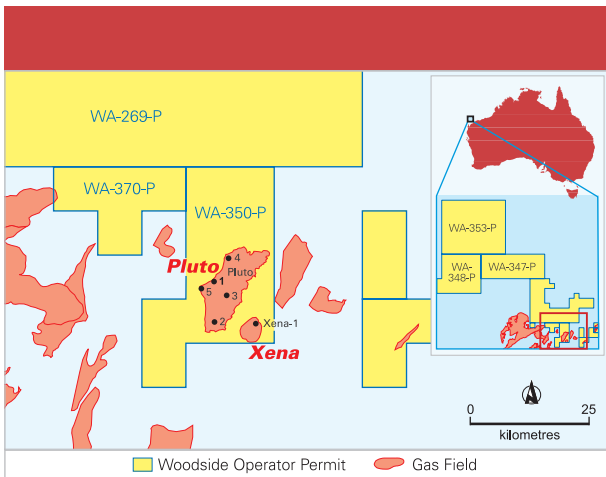 WA-269-P
WA-370-P
WA-350-P
Pluto
Pluto
4
1
5
3
2
Xena-1
Xena
WA-353-P
WA-
348-P
WA-347-P
N
0
25
kilometres
Woodside Operator Permit
Gas Field